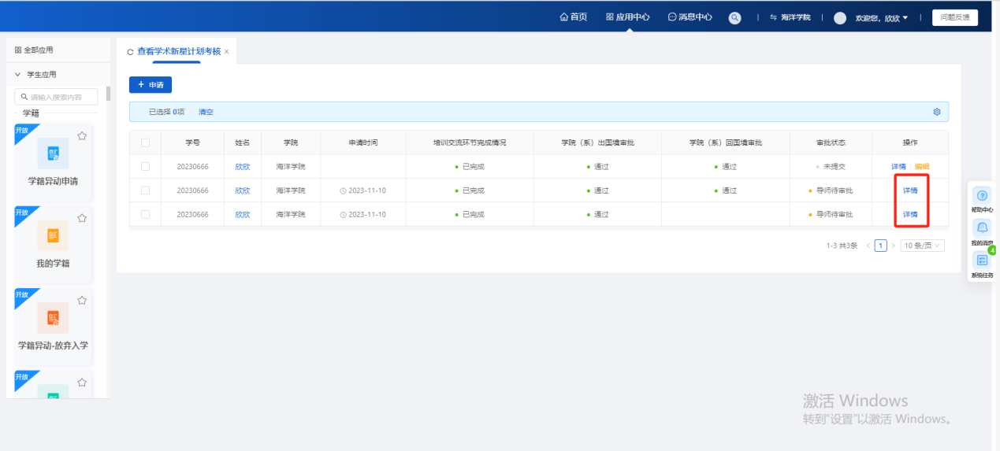 首页 应用中心 消息中心 海洋学院 欢迎您, 欣欣 问题反馈
全部应用
学生应用
请输入搜索内容
学籍
开放
学籍异动申请
开放
我的学籍
开放
学籍异动-放弃入学
开放
查看学术新星计划考核
+ 申请
已选择 0项 清空
学号 姓名 学院 申请时间 培训交流环节完成情况 学院（系）出国境审批 学院（系）回国境审批 审批状态 操作
20230666 欣欣 海洋学院 已完成 通过 通过 未提交 详情 编辑
20230666 欣欣 海洋学院 2023-11-10 已完成 通过 通过 导师待审批 详情
20230666 欣欣 海洋学院 2023-11-10 已完成 通过 导师待审批 详情
1-3 共3条 < 1 > 10 条/页
帮助中心
我的消息
4
系统任务
激活 Windows
转到"设置"以激活 Windows。